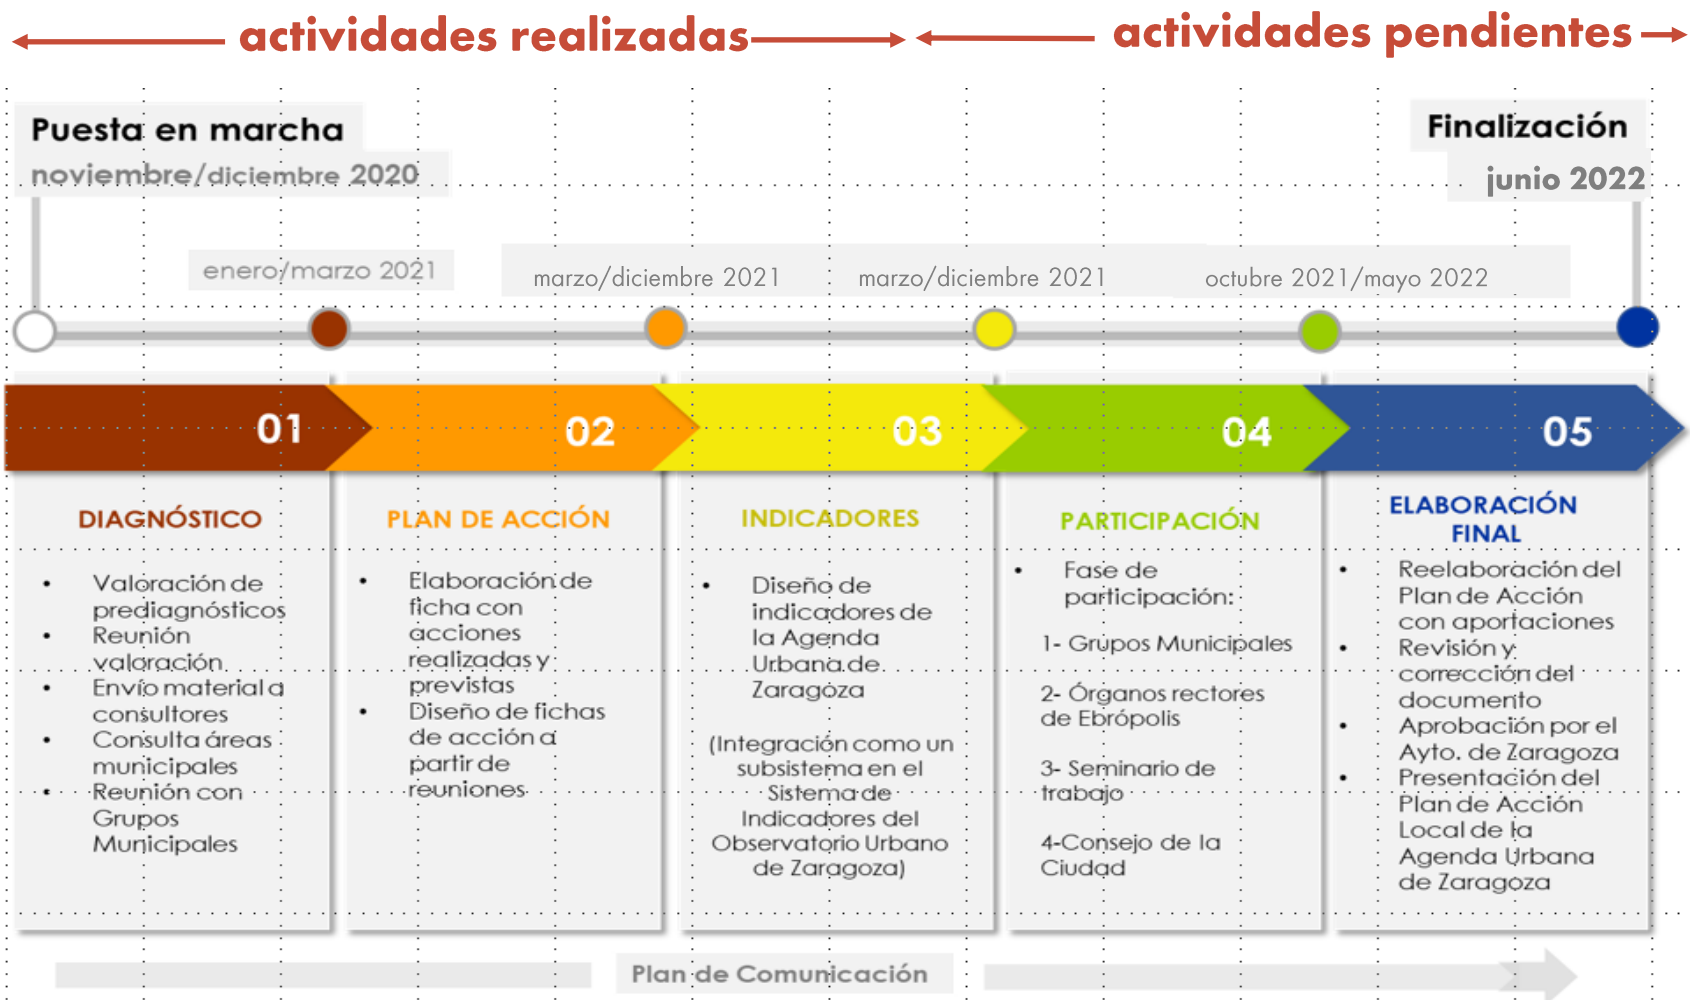 actividades realizadas
actividades pendientes
Puesta en marcha
noviembre/diciembre 2020
Finalización
junio 2022
enero/marzo 2021
marzo/diciembre 2021
marzo/diciembre 2021
octubre 2021/mayo 2022
01
02
03
04
05
DIAGNÓSTICO
• Valoración de
prediagnósticos
• Reunión
valoración
• Envío material a
consultores
• Consulta áreas
municipales
• Reunión con
Grupos
Municipales
PLAN DE ACCIÓN
• Elaboración de
ficha con
acciones
realizadas y
previstas
• Diseño de fichas
de acción a
partir de
reuniones
INDICADORES
• Diseño de
indicadores de
la Agenda
Urbana de
Zaragoza
(Integración como un
subsistema en el
Sistema de
Indicadores del
Observatorio Urbano
de Zaragoza)
PARTICIPACIÓN
• Fase de
participación:
1- Grupos Municipales
2- Órganos rectores
de Ebrópolis
3- Seminario de
trabajo
4-Consejo de la
Ciudad
ELABORACIÓN
FINAL
• Reelaboración del
Plan de Acción
con aportaciones
• Revisión y
corrección del
documento
• Aprobación por el
Ayto. de Zaragoza
• Presentación del
Plan de Acción
Local de la
Agenda Urbana
de Zaragoza
Plan de Comunicación